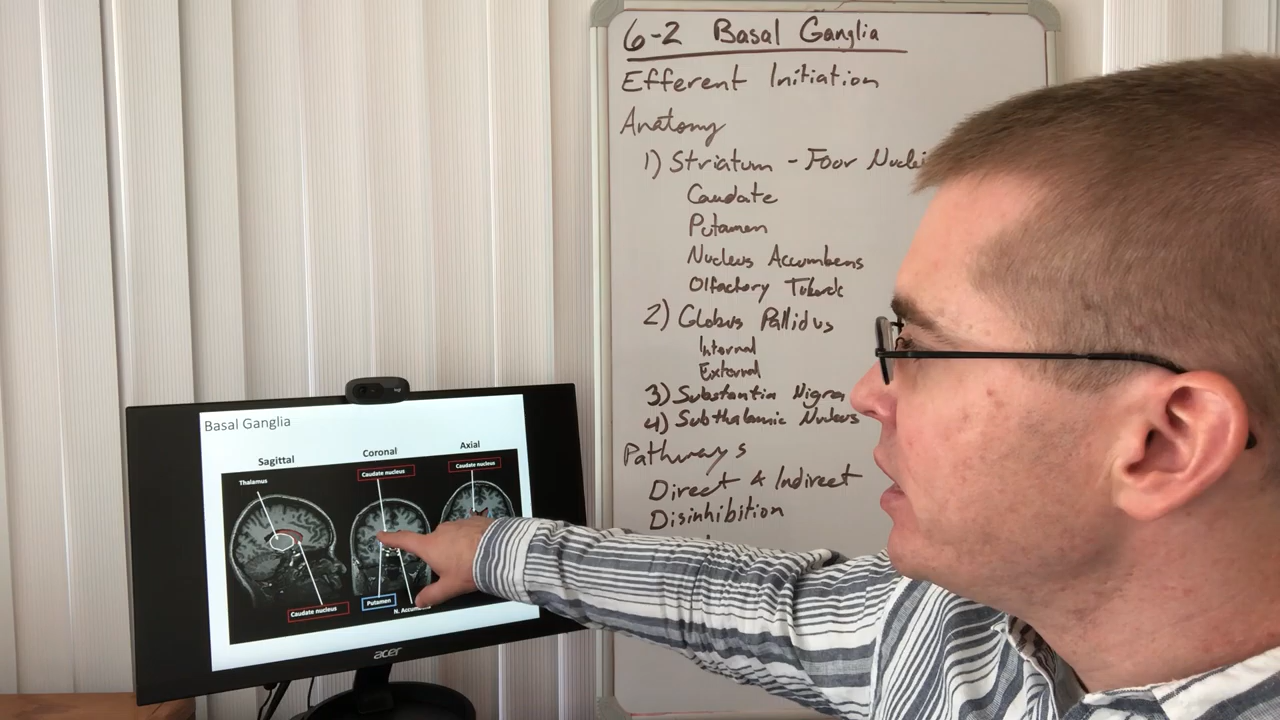 6-2 Basal Ganglia
Efferent Initiation
Anatomy
1) Striatum - Four Nuclei
Caudate
Putamen
Nucleus Accumbens
Olfactory
2) Globus Pallidus
Internal
External
3) Substantia Nigra
4) Subthalamic Nucleus
Pathways
Direct & Indirect
Disinhibition
Basal Ganglia
Sagittal
Coronal
Axial
Thalamus
Caudate nucleus
Caudate nucleus
Caudate nucleus
Putamen
N.
acer